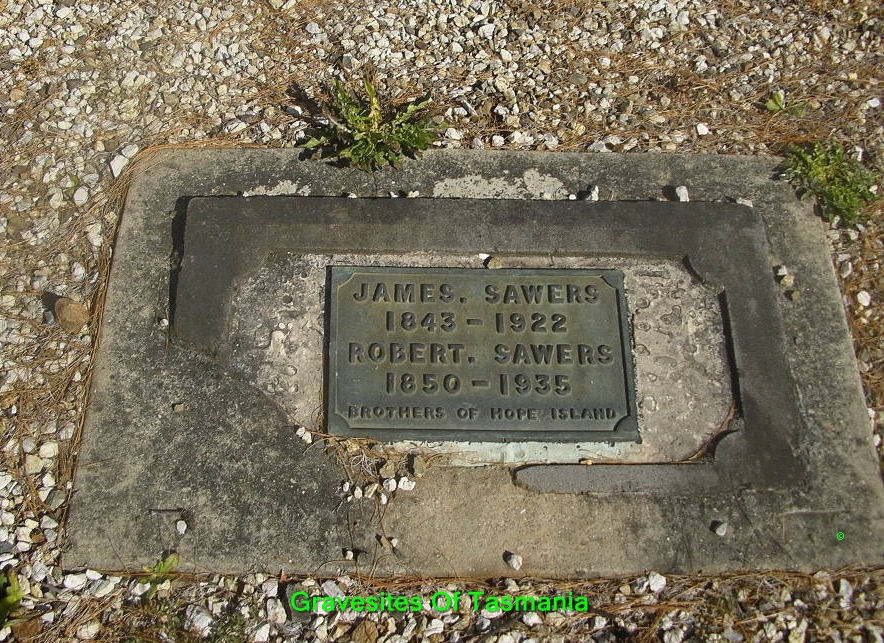 JAMES. SAWERS
1843 - 1922
ROBERT. SAWERS
1850 - 1935
BROTHERS OF HOPE ISLAND
©
Gravesites Of Tasmania